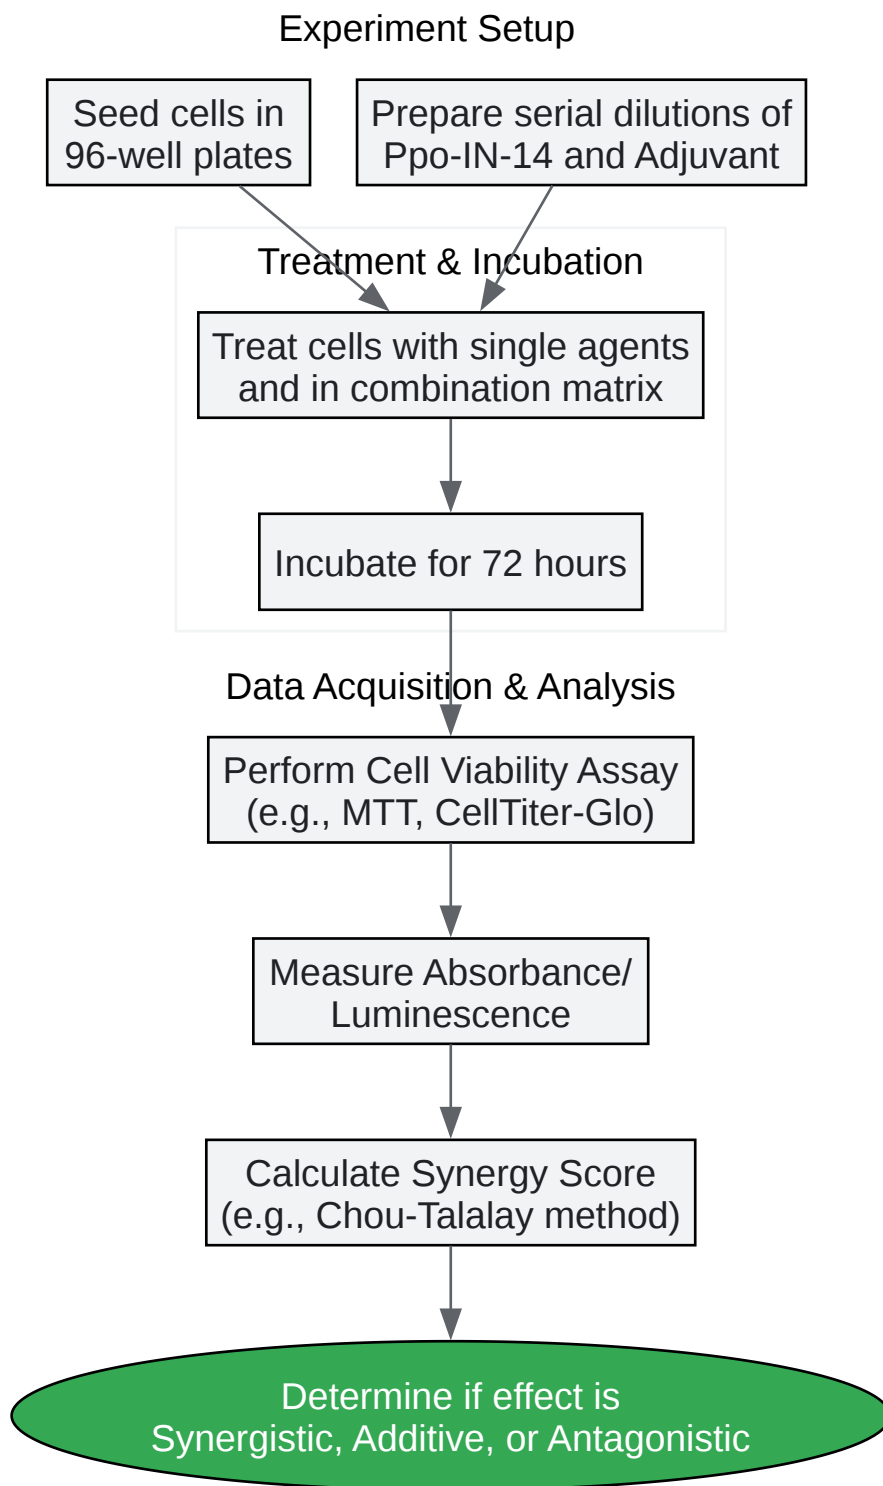 Experiment Setup
Seed cells in
96-well plates
Prepare serial dilutions of
Ppo-IN-14 and Adjuvant
Treatment & Incubation
Treat cells with single agents
and in combination matrix
Incubate for 72 hours
Data Acquisition & Analysis
Perform Cell Viability Assay
(e.g., MTT, CellTiter-Glo)
Measure Absorbance/
Luminescence
Calculate Synergy Score
(e.g., Chou-Talalay method)
Determine if effect is
Synergistic, Additive, or Antagonistic